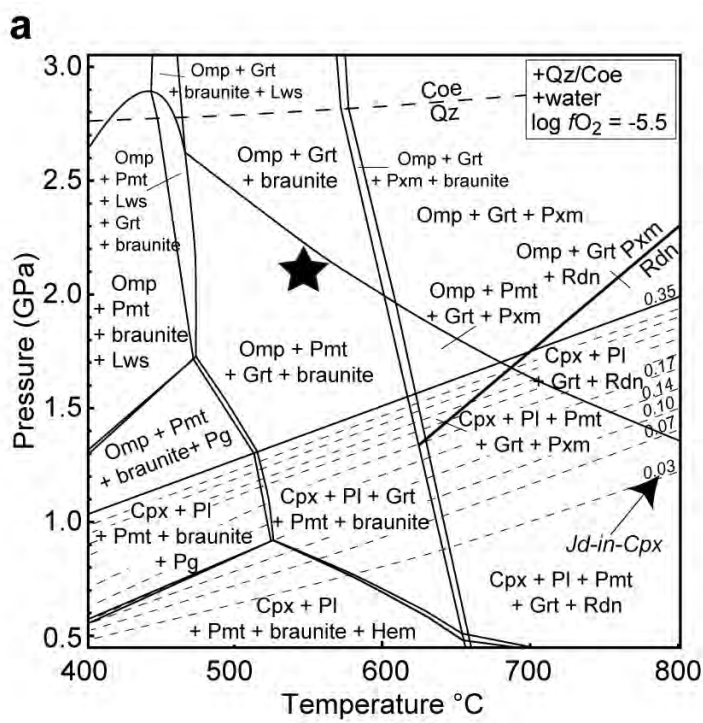 a
3.0
2.5
2.0
1.5
1.0
0.5
Pressure (GPa)
400
500
600
700
800
Temperature °C
+Qz/Coe
+water
log fO2 = -5.5
Omp + Grt
+ braunite + Lws
Coe
Qz
Omp
+ Pmt
+ Lws
+ Grt
+ braunite
Omp + Grt
+ braunite
Omp + Grt
+ Pxm + braunite
Omp + Grt + Pxm
Omp + Grt
+ Rdn
Pxm
Rdn
Omp
+ Pmt
+ braunite
+ Lws
Omp + Pmt
+ Grt + Pxm
Omp + Pmt
+ Grt + braunite
Cpx + Pl
+ Grt + Rdn
0.35
0.17
0.14
0.10
0.07
0.03
Omp + Pmt
+ braunite+ Pg
Cpx + Pl + Pmt
+ Grt + Pxm
Cpx + Pl
+ Pmt + braunite
+ Pg
Cpx + Pl + Grt
+ Pmt + braunite
Jd-in-Cpx
Cpx + Pl + Pmt
+ Grt + Rdn
Cpx + Pl
+ Pmt + braunite + Hem